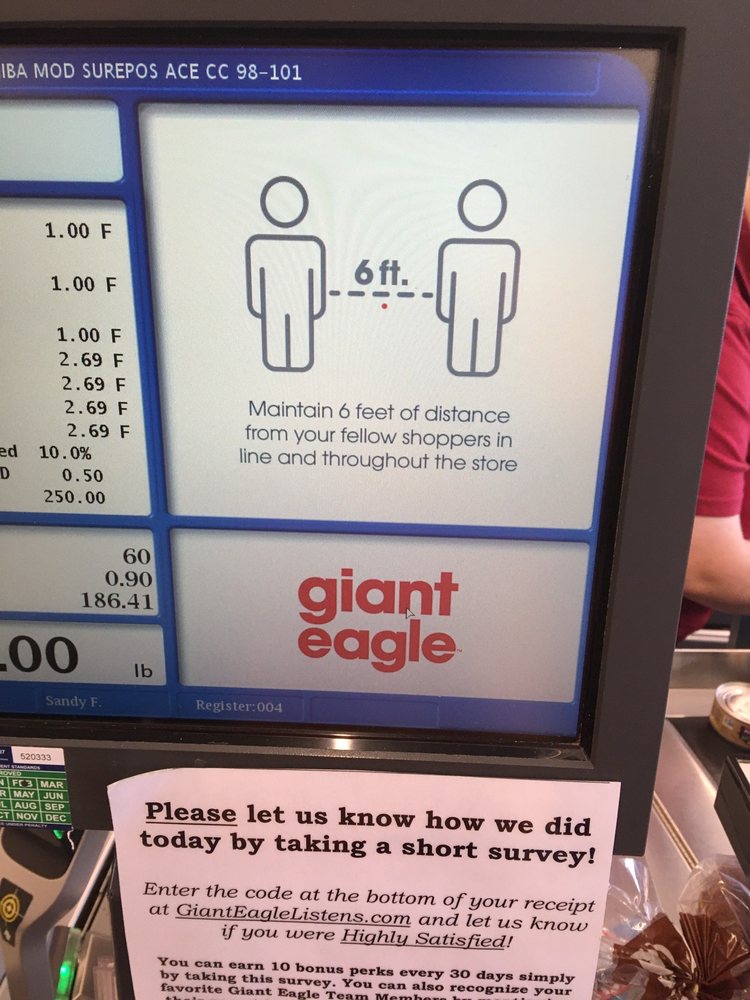 IBA MOD SUREPOS ACE CC 98-101
1.00 F
1.00 F
1.00 F
2.69 F
2.69 F
2.69 F
2.69 F
ed 10.0%
D 0.50
250.00
60
0.90
186.41
.00 lb
Sandy F.
Register:004
6 ft.
Maintain 6 feet of distance
from your fellow shoppers in
line and throughout the store
giant
eagle
520333
MAR
MAY JUN
AUG SEP
NOV DEC
Please let us know how we did
today by taking a short survey!
Enter the code at the bottom of your receipt
at GiantEagleListens.com and let us know
if you were Highly Satisfied!
You can earn 10 bonus perks every 30 days simply
by taking this survey. You can also recognize your
favorite Giant Eagle Team Members by